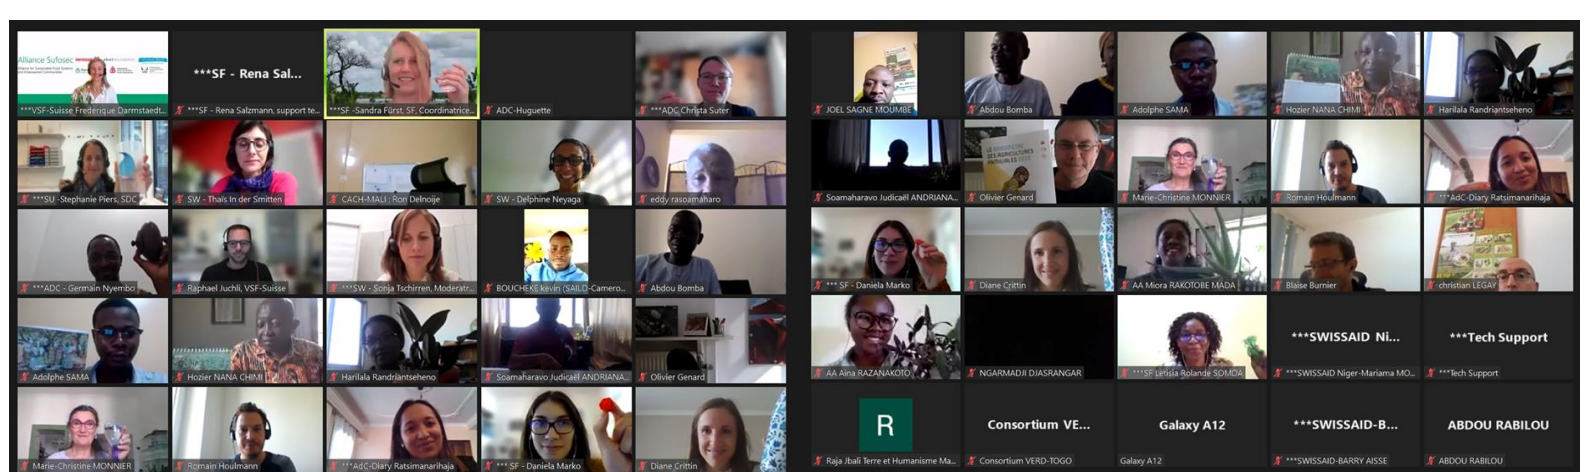 Alliance Sufosec
***VSF-Suisse Frederique Darmstaedt...
***SF - Rena Sal...
***SF - Rena Salzmann, support te...
***SF -Sandra Fürst, SF, Coordinatrice...
ADC-Huguette
***ADC Christa Suter
***SU -Stephanie Piers, SDC
SW - Thaïs In der Smitten
CACH-MALI : Ron Delnoije
SW - Delphine Neyaga
eddy rasoamaharo
***ADC - Germain Nyembo
Raphael Juchli, VSF-Suisse
***SW - Sonja Tschirren, Moderatr...
BOUCHEKE kevin (SAILD-Camero...
Abdou Bomba
Adolphe SAMA
Hozier NANA CHIMI
Harilala Randriantseheno
Soamaharavo Judicaël ANDRIANA...
Olivier Genard
Marie-Christine MONNIER
Romain Houlmann
***AdC-Diary Ratsimanarihaja
*** SF - Daniela Marko
Diane Crittin
JOEL SAGNE MOUMBE
Abdou Bomba
Adolphe SAMA
Hozier NANA CHIMI
Harilala Randriantseheno
Soamaharavo Judicaël ANDRIANA...
LE
DES AGRICULTURES
Olivier Genard
Marie-Christine MONNIER
Romain Houlmann
***AdC-Diary Ratsimanarihaja
*** SF - Daniela Marko
Diane Crittin
AA Miora RAKOTOBE MADA
Blaise Burnier
christian LEGAY
AA Aina RAZANAKOTO
NGARMADJI DJASRANGAR
***SF Letisia Rolande SOMDA
***SWISSAID Ni...
***SWISSAID Niger-Mariama MO...
***Tech Support
***Tech Support
R
Raja Jbali Terre et Humanisme Ma...
Consortium VE...
Consortium VERD-TOGO
Galaxy A12
Galaxy A12
***SWISSAID-B...
***SWISSAID-BARRY AISSE
ABDOU RABILOU
ABDOU RABILOU